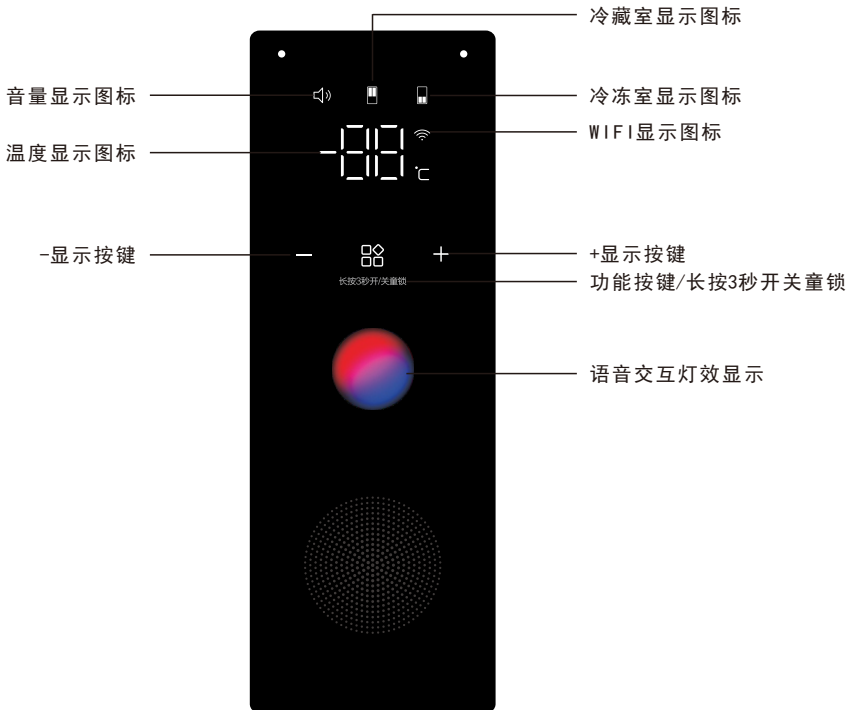 冷藏室显示图标
音量显示图标
冷冻室显示图标
WIFI显示图标
温度显示图标
-88
℃
-显示按键
+显示按键
长按3秒开/关童锁
功能按键/长按3秒开关童锁
语音交互灯效显示